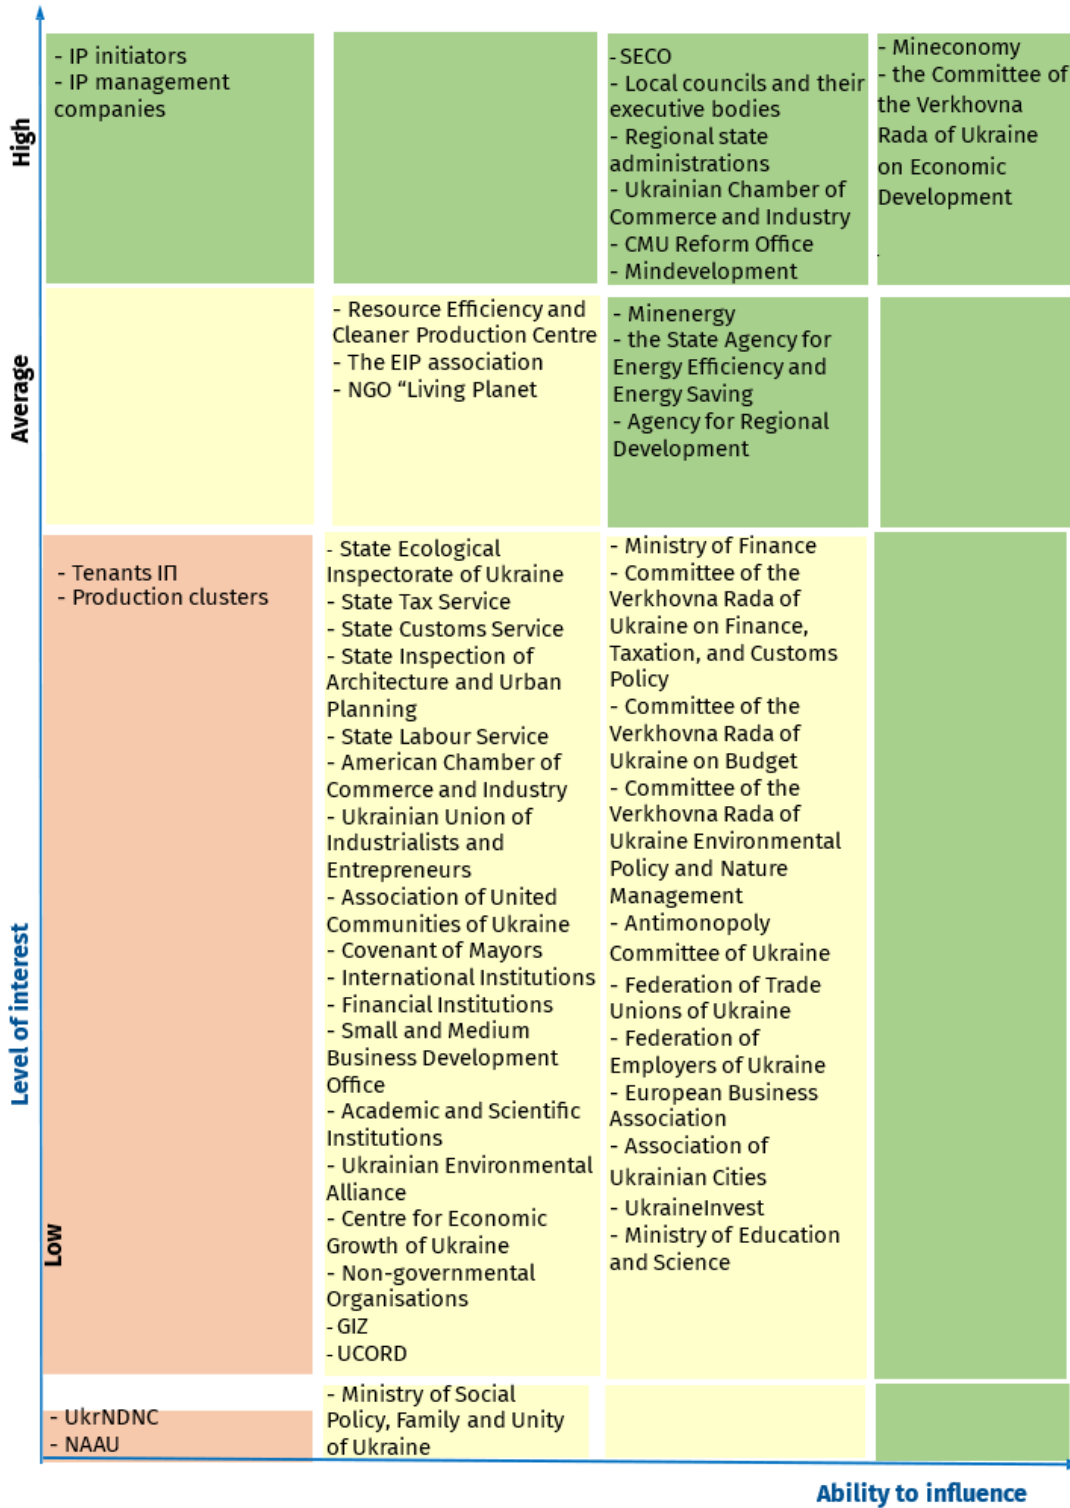 High
- IP initiators
- IP management
companies
- SECO
- Local councils and their
executive bodies
- Regional state
administrations
- Ukrainian Chamber of
Commerce and Industry
- CMU Reform Office
- Mindevelopment
- Mineconomy
- the Committee of
the Verkhovna
Rada of Ukraine
on Economic
Development
.
Average
- Resource Efficiency and
Cleaner Production Centre
- The EIP association
- NGO “Living Planet
- Minenergy
- the State Agency for
Energy Efficiency and
Energy Saving
- Agency for Regional
Development
Level of interest
Low
- Tenants ІП
- Production clusters
- State Ecological
Inspectorate of Ukraine
- State Tax Service
- State Customs Service
- State Inspection of
Architecture and Urban
Planning
- State Labour Service
- American Chamber of
Commerce and Industry
- Ukrainian Union of
Industrialists and
Entrepreneurs
- Association of United
Communities of Ukraine
- Covenant of Mayors
- International Institutions
- Financial Institutions
- Small and Medium
Business Development
Office
- Academic and Scientific
Institutions
- Ukrainian Environmental
Alliance
- Centre for Economic
Growth of Ukraine
- Non-governmental
Organisations
- GIZ
- UCORD
- Ministry of Finance
- Committee of the
Verkhovna Rada of
Ukraine on Finance,
Taxation, and Customs
Policy
- Committee of the
Verkhovna Rada of
Ukraine on Budget
- Committee of the
Verkhovna Rada of
Ukraine Environmental
Policy and Nature
Management
- Antimonopoly
Committee of Ukraine
- Federation of Trade
Unions of Ukraine
- Federation of
Employers of Ukraine
- European Business
Association
- Association of
Ukrainian Cities
- UkraineInvest
- Ministry of Education
and Science
- UkrNDNC
- NAAU
- Ministry of Social
Policy, Family and Unity
of Ukraine
Ability to influence